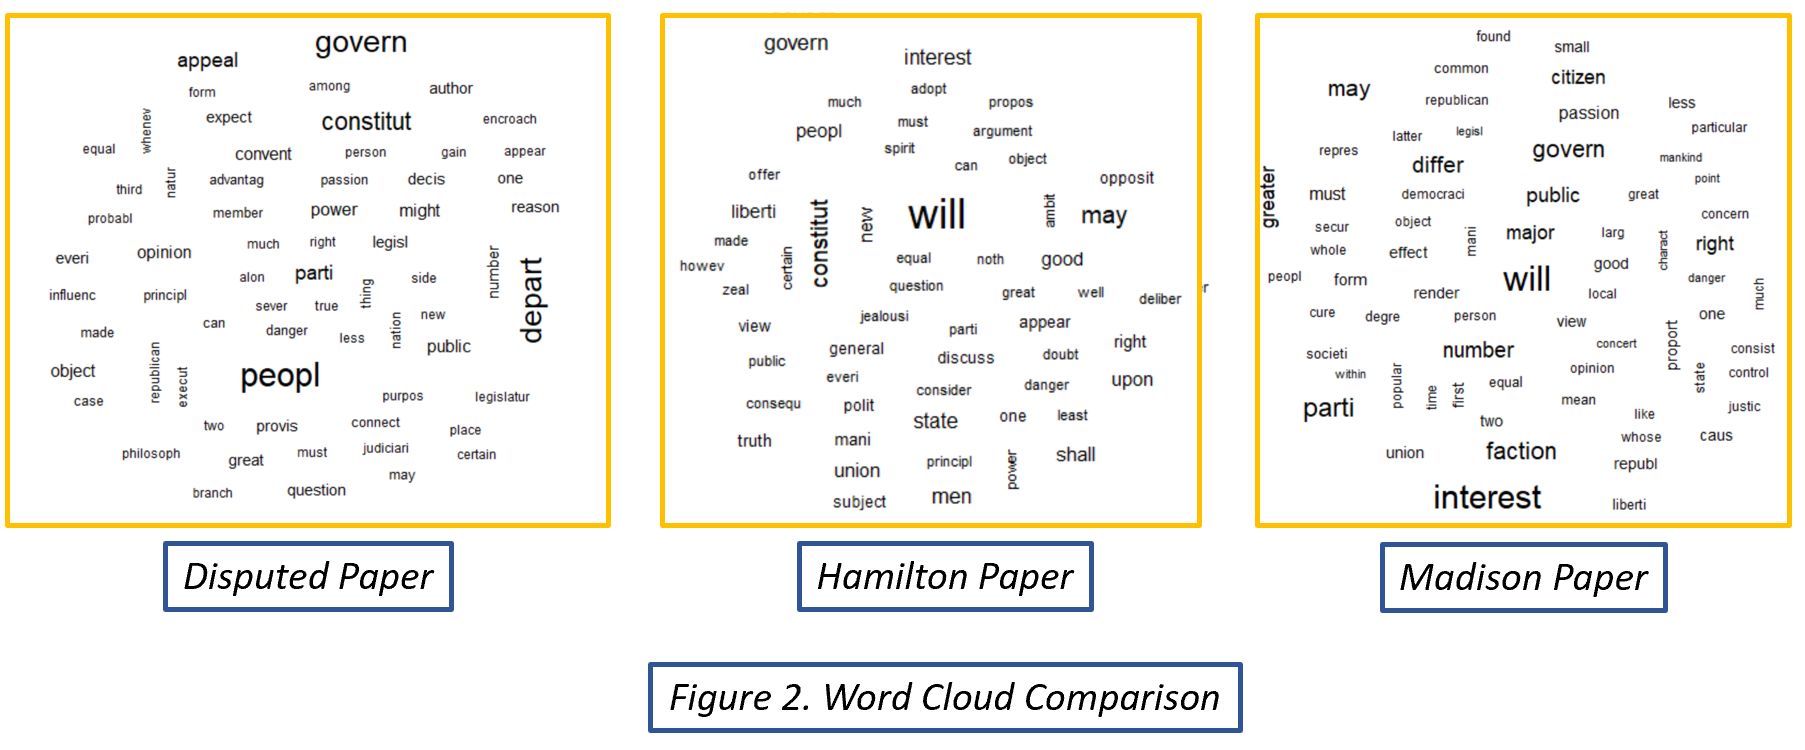 govern
appeal
form
among
author
whenev
expect
constitut
encroach
equal
convent
person
gain
appear
third
natur
advantag
passion
decis
one
probabl
member
power
might
reason
everi
opinion
much
right
legisl
number
alon
parti
thing
side
depart
influenc
principl
sever
true
new
made
can
danger
less
nation
public
object
republican
execut
peopl
case
purpos
legislatur
two
provis
connect
place
philosoph
great
must
judiciari
certain
may
branch
question
Disputed Paper
govern
interest
adopt
much
propos
peopl
must
argument
spirit
can
object
offer
opposit
liberti
constitut
new
will
ambit
may
made
certain
howev
equal
noth
good
zeal
question
great
well
deliber
jealousi
view
parti
appear
general
discuss
doubt
right
public
everi
consider
danger
upon
consequ
polit
state
one
least
truth
mani
union
principl
power
shall
subject
men
Hamilton Paper
r
found
small
common
citizen
may
republican
passion
less
latter
legisl
particular
repres
differ
govern
mankind
greater
must
democraci
public
great
point
secur
object
mani
major
larg
charact
concern
whole
effect
good
right
peopl
form
render
will
local
danger
much
cure
degre
person
view
one
societi
number
concert
proport
consist
within
popular
time
first
equal
opinion
state
control
parti
mean
two
like
justic
whose
caus
union
faction
republ
interest
liberti
Madison Paper
Figure 2. Word Cloud Comparison